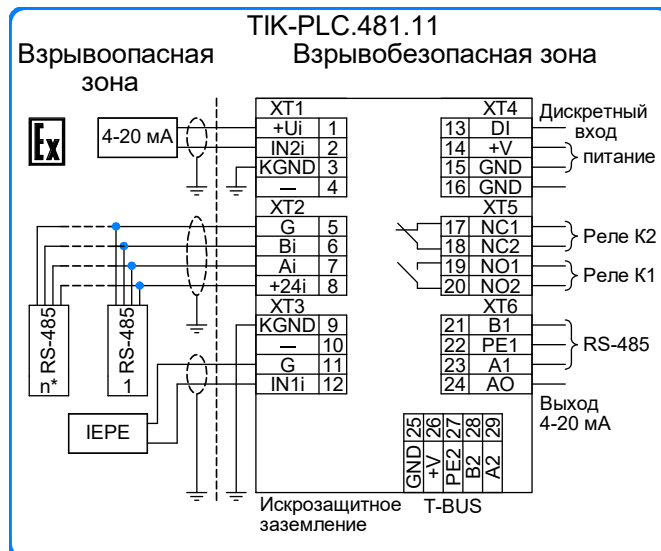 TIK-PLC.481.11
Взрывоопасная зона
Взрывобезопасная зона
Ex
4-20 мА
XT1
+Ui 1
IN2i 2
KGND 3
— 4
XT2
G 5
Bi 6
Ai 7
+24i 8
XT3
KGND 9
— 10
G 11
IN1i 12
RS-485 n*
RS-485 1
IEPE
Искрозащитное
заземление
XT4
13 DI
14 +V
15 GND
16 GND
XT5
17 NC1
18 NC2
19 NO1
20 NO2
XT6
21 B1
22 PE1
23 A1
24 AO
Дискретный
вход
питание
Реле К2
Реле К1
RS-485
Выход
4-20 мА
GND 25
+V 26
PE2 27
B2 28
A2 29
T-BUS